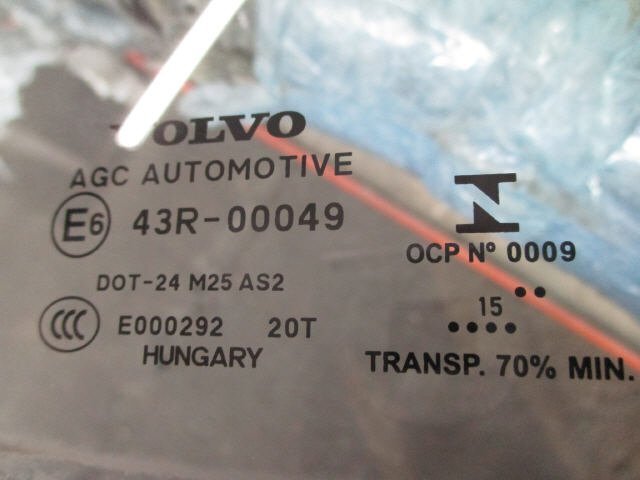 VOLVO
AGC AUTOMOTIVE
E6 43R-00049
DOT-24 M25 AS2
CCC E000292 20T
HUNGARY
OCP Nº 0009
15
TRANSP. 70% MIN.